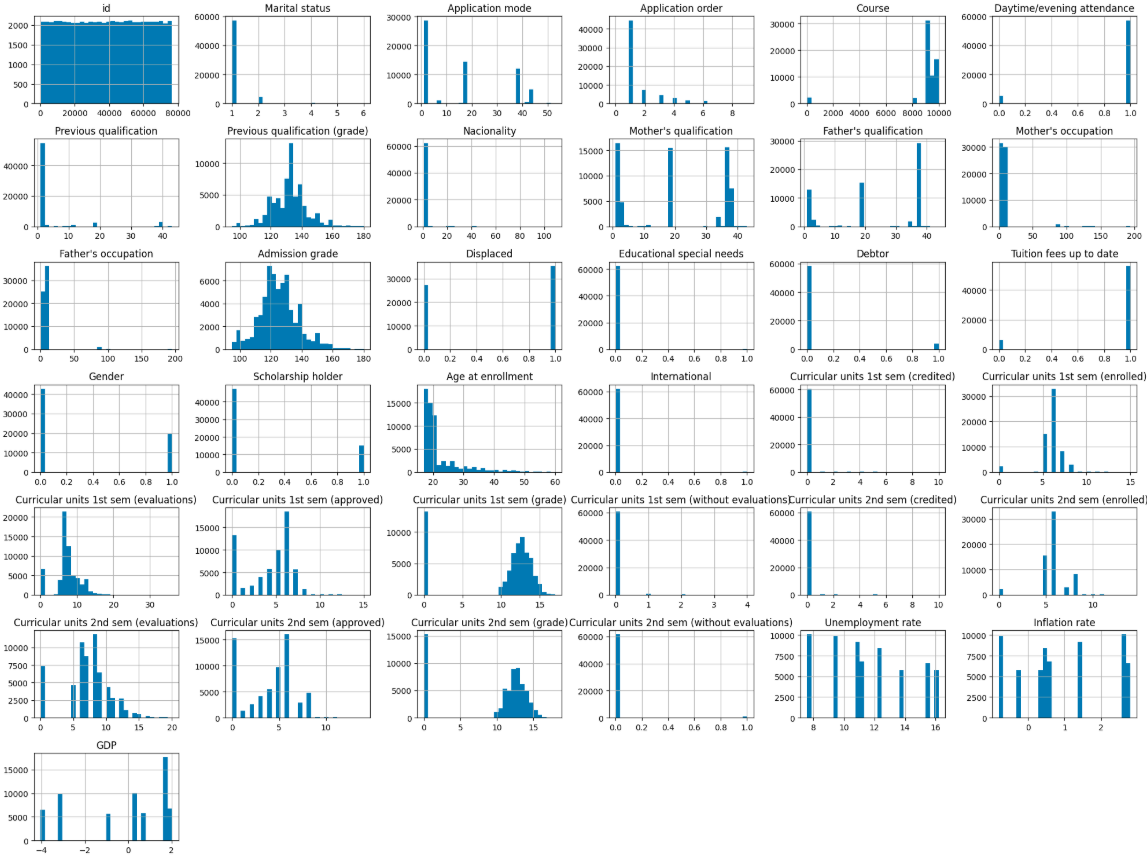 id
2000
1500
1000
500
0
0 20000 40000 60000 80000
Marital status
60000
40000
20000
0
1 2 3 4 5 6
Application mode
30000
20000
10000
0
0 10 20 30 40 50
Application order
40000
30000
20000
10000
0
0 2 4 6 8
Course
30000
20000
10000
0
0 2000 4000 6000 8000 10000
Daytime/evening attendance
60000
40000
20000
0
0.0 0.2 0.4 0.6 0.8 1.0
Previous qualification
40000
20000
0
0 10 20 30 40
Previous qualification (grade)
10000
5000
0
100 120 140 160 180
Nacionality
60000
40000
20000
0
0 20 40 60 80 100
Mother's qualification
15000
10000
5000
0
0 10 20 30 40
Father's qualification
30000
20000
10000
0
0 10 20 30 40
Mother's occupation
30000
20000
10000
0
0 50 100 150 200
Father's occupation
30000
20000
10000
0
0 50 100 150 200
Admission grade
6000
4000
2000
0
100 120 140 160 180
Displaced
30000
20000
10000
0
0.0 0.2 0.4 0.6 0.8 1.0
Educational special needs
60000
40000
20000
0
0.0 0.2 0.4 0.6 0.8 1.0
Debtor
60000
40000
20000
0
0.0 0.2 0.4 0.6 0.8 1.0
Tuition fees up to date
60000
40000
20000
0
0.0 0.2 0.4 0.6 0.8 1.0
Gender
40000
30000
20000
10000
0
0.0 0.2 0.4 0.6 0.8 1.0
Scholarship holder
40000
20000
0
0.0 0.2 0.4 0.6 0.8 1.0
Age at enrollment
15000
10000
5000
0
20 30 40 50 60
International
60000
40000
20000
0
0.0 0.2 0.4 0.6 0.8 1.0
Curricular units 1st sem (credited)
60000
40000
20000
0
0 5 10 15 20
Curricular units 1st sem (enrolled)
30000
20000
10000
0
0 5 10 15
Curricular units 1st sem (evaluations)
20000
15000
10000
5000
0
0 10 20 30
Curricular units 1st sem (approved)
15000
10000
5000
0
0 5 10 15
Curricular units 1st sem (grade)
10000
5000
0
0 5 10 15
Curricular units 1st sem (without evaluations)
60000
40000
20000
0
0 1 2 3 4
Curricular units 2nd sem (credited)
60000
40000
20000
0
0 2 4 6 8 10
Curricular units 2nd sem (enrolled)
30000
20000
10000
0
0 5 10
Curricular units 2nd sem (evaluations)
10000
7500
5000
2500
0
0 5 10 15 20
Curricular units 2nd sem (approved)
15000
10000
5000
0
0 5 10
Curricular units 2nd sem (grade)
15000
10000
5000
0
0 5 10 15
Curricular units 2nd sem (without evaluations)
60000
40000
20000
0
0.0 0.2 0.4 0.6 0.8 1.0
Unemployment rate
10000
7500
5000
2500
0
8 10 12 14 16
Inflation rate
10000
7500
5000
2500
0
0 1 2
GDP
15000
10000
5000
0
−4 −2 0 2